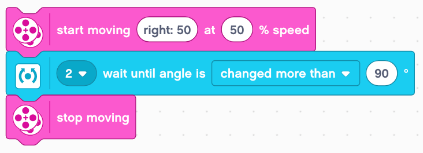 start moving right: 50 at 50 % speed
2 wait until angle is changed more than 90 °
stop moving